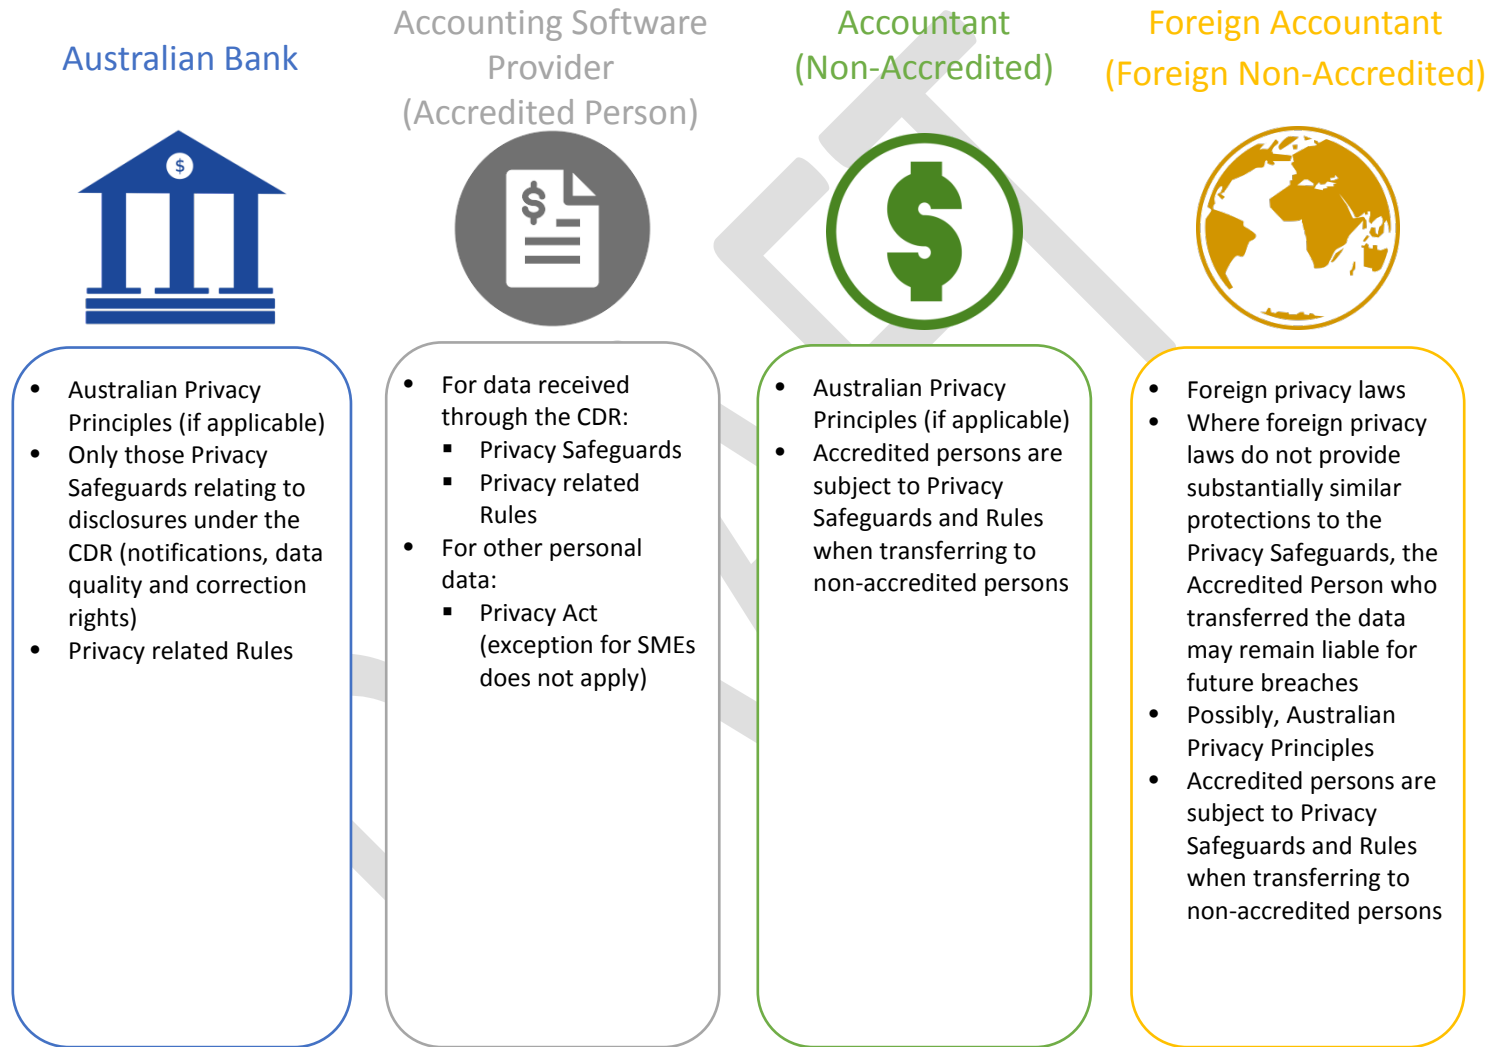 Australian Bank
$
• Australian Privacy
Principles (if applicable)
• Only those Privacy
Safeguards relating to
disclosures under the
CDR (notifications, data
quality and correction
rights)
• Privacy related Rules
Accounting Software
Provider
(Accredited Person)
$
• For data received
through the CDR:
▪ Privacy Safeguards
▪ Privacy related
Rules
• For other personal
data:
▪ Privacy Act
(exception for SMEs
does not apply)
Accountant
(Non-Accredited)
$
• Australian Privacy
Principles (if applicable)
• Accredited persons are
subject to Privacy
Safeguards and Rules
when transferring to
non-accredited persons
Foreign Accountant
(Foreign Non-Accredited)
• Foreign privacy laws
• Where foreign privacy
laws do not provide
substantially similar
protections to the
Privacy Safeguards, the
Accredited Person who
transferred the data
may remain liable for
future breaches
• Possibly, Australian
Privacy Principles
• Accredited persons are
subject to Privacy
Safeguards and Rules
when transferring to
non-accredited persons